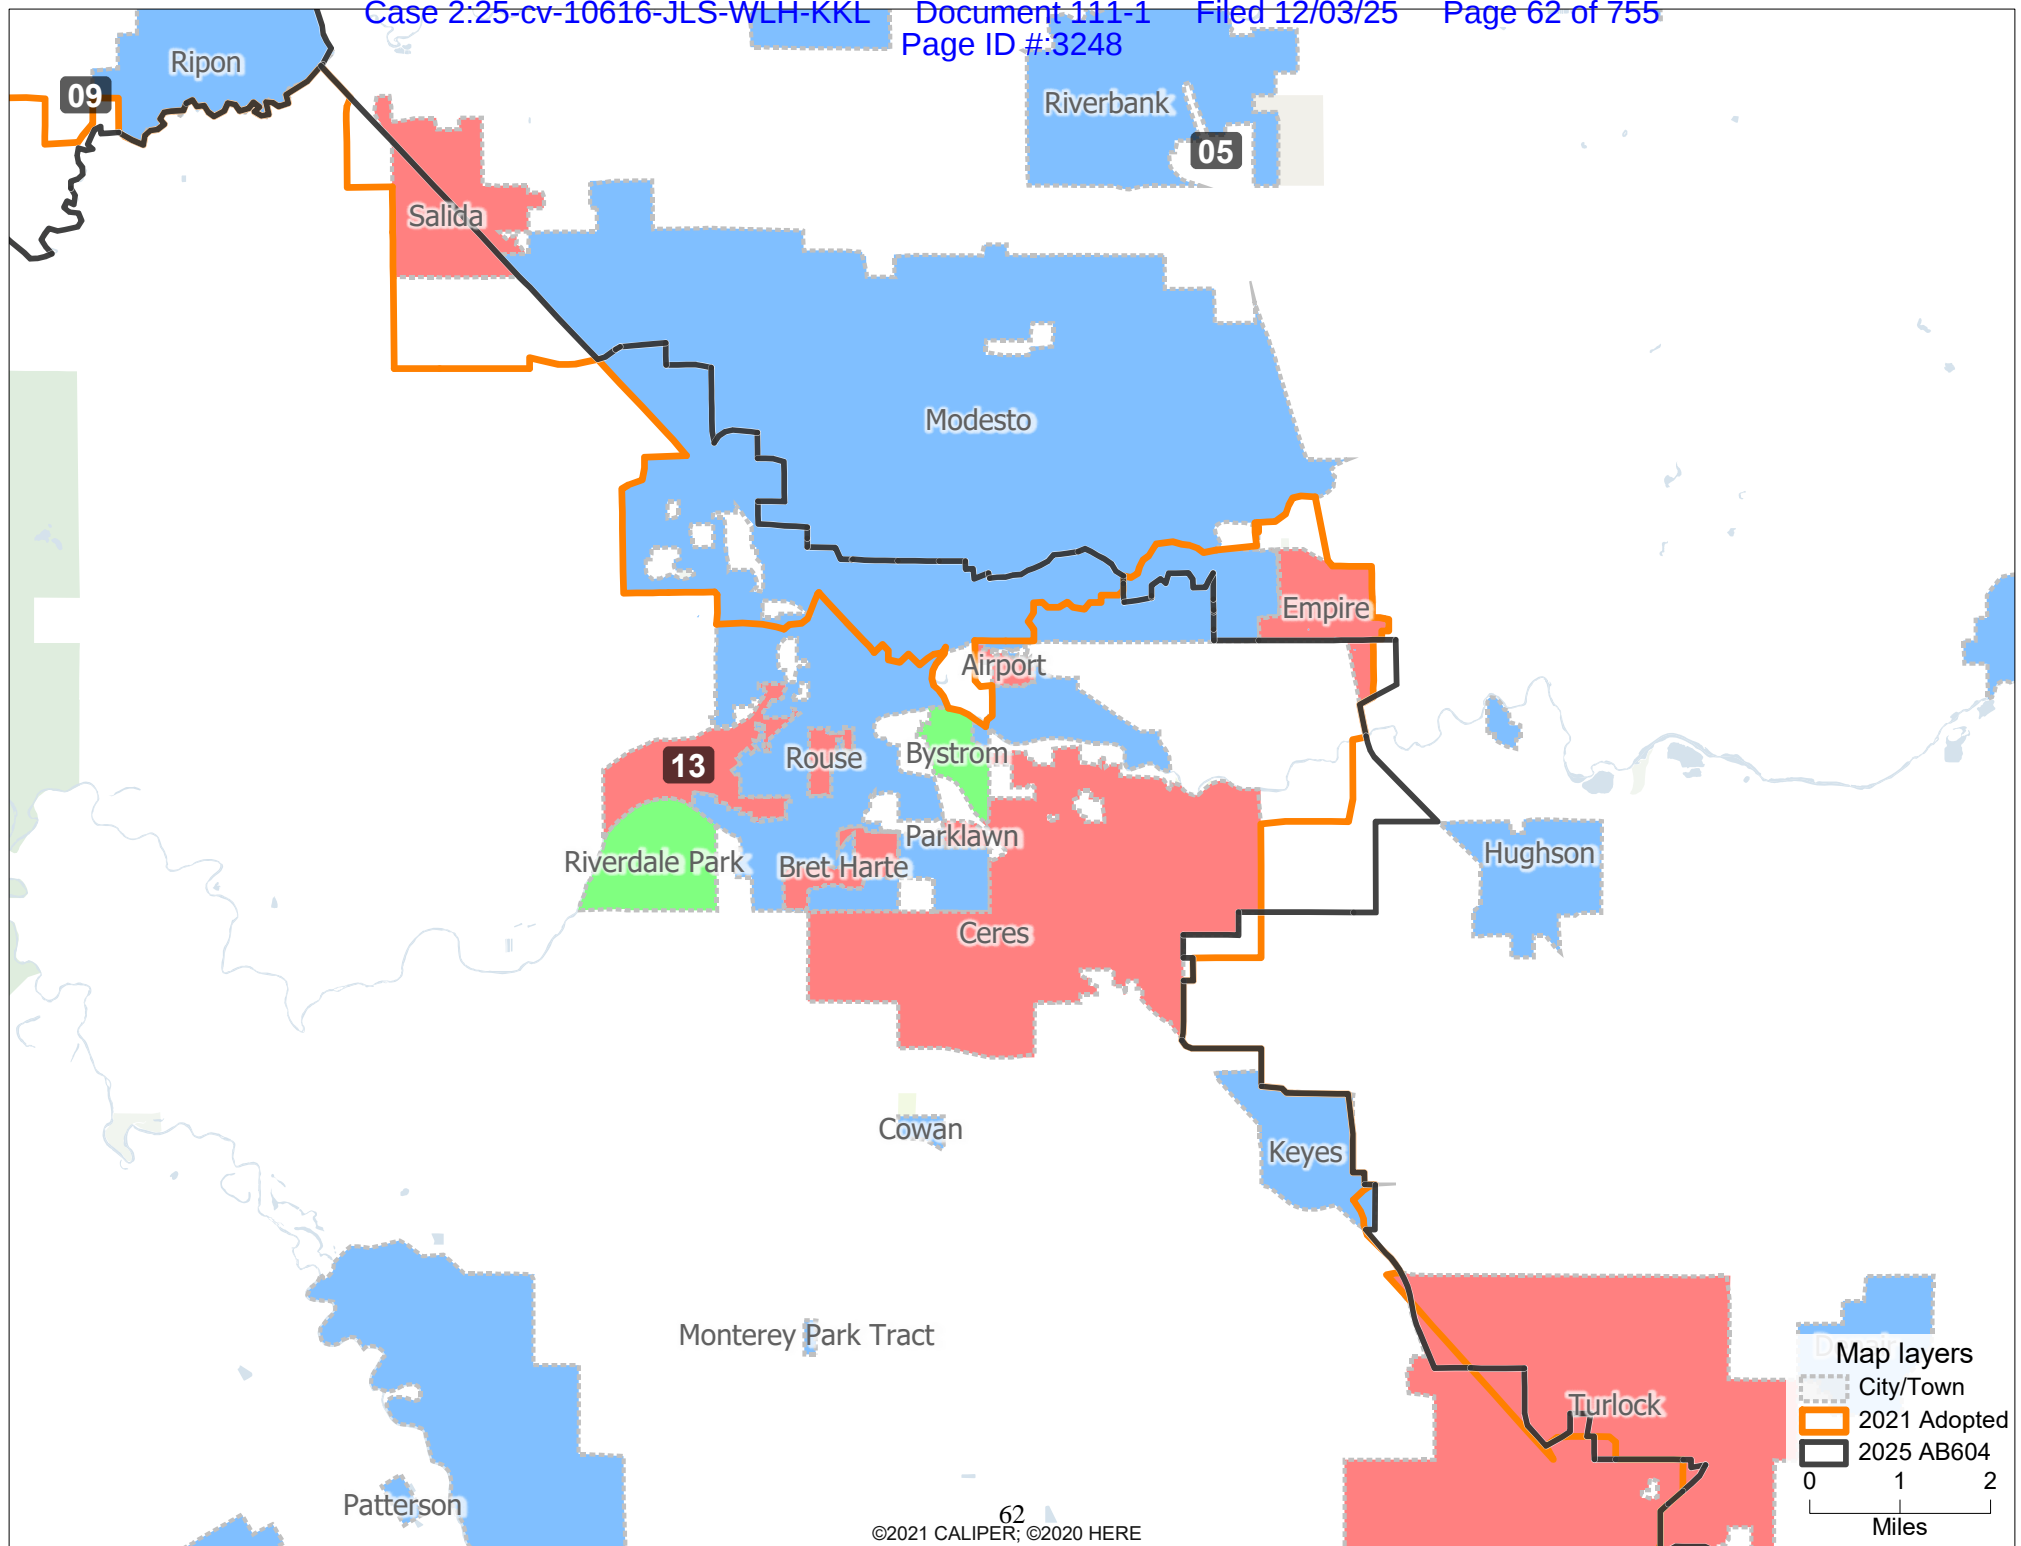 Case 2:25-cv-10616-JLS-WLH-KKL Document 111-1 Filed 12/03/25 Page 62 of 755
Page ID #:3248
Ripon
09
Riverbank
05
Salida
Modesto
Empire
Airport
13
Rouse
Bystrom
Parklawn
Riverdale Park
Bret Harte
Hughson
Ceres
Cowan
Keyes
Monterey Park Tract
Turlock
Patterson
Map layers
City/Town
2021 Adopted
2025 AB604
0 1 2
Miles
62
©2021 CALIPER; ©2020 HERE